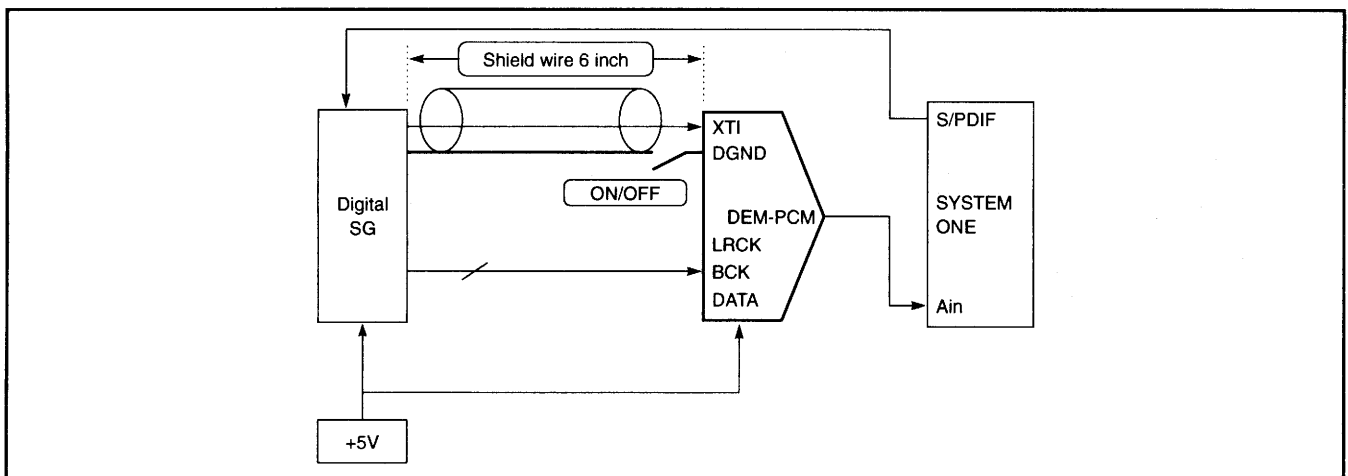 Shield wire 6 inch
S/PDIF
XTI
DGND
ON/OFF
Digital
SG
DEM-PCM
SYSTEM
ONE
LRCK
BCK
DATA
Ain
+5V